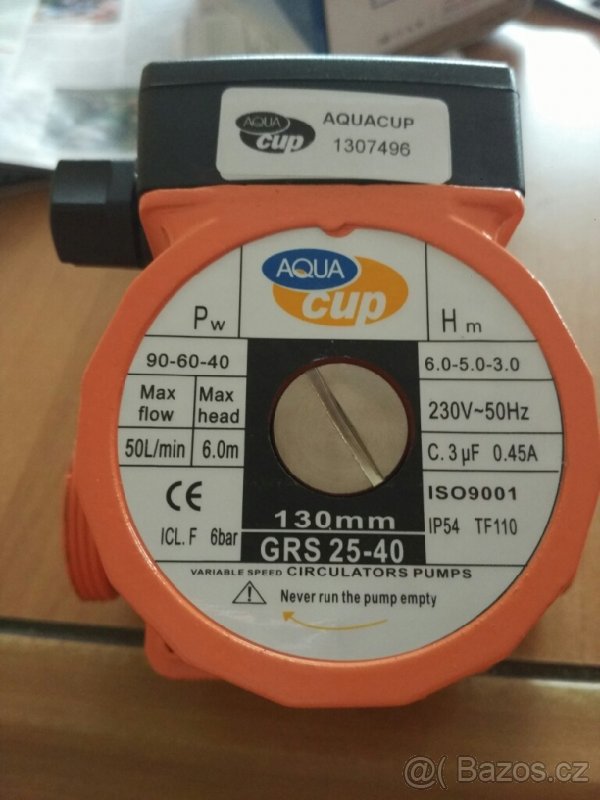 AQUA cup AQUACUP
1307496
AQUA
cup
Pw
Hm
90-60-40
6.0-5.0-3.0
Max flow
Max head
230V~50Hz
50L/min
6.0m
C. 3 µF 0.45A
CE
ISO9001
130mm
ICL. F 6bar
IP54 TF110
GRS 25-40
VARIABLE SPEED CIRCULATORS PUMPS
Never run the pump empty
@( Bazos.cz